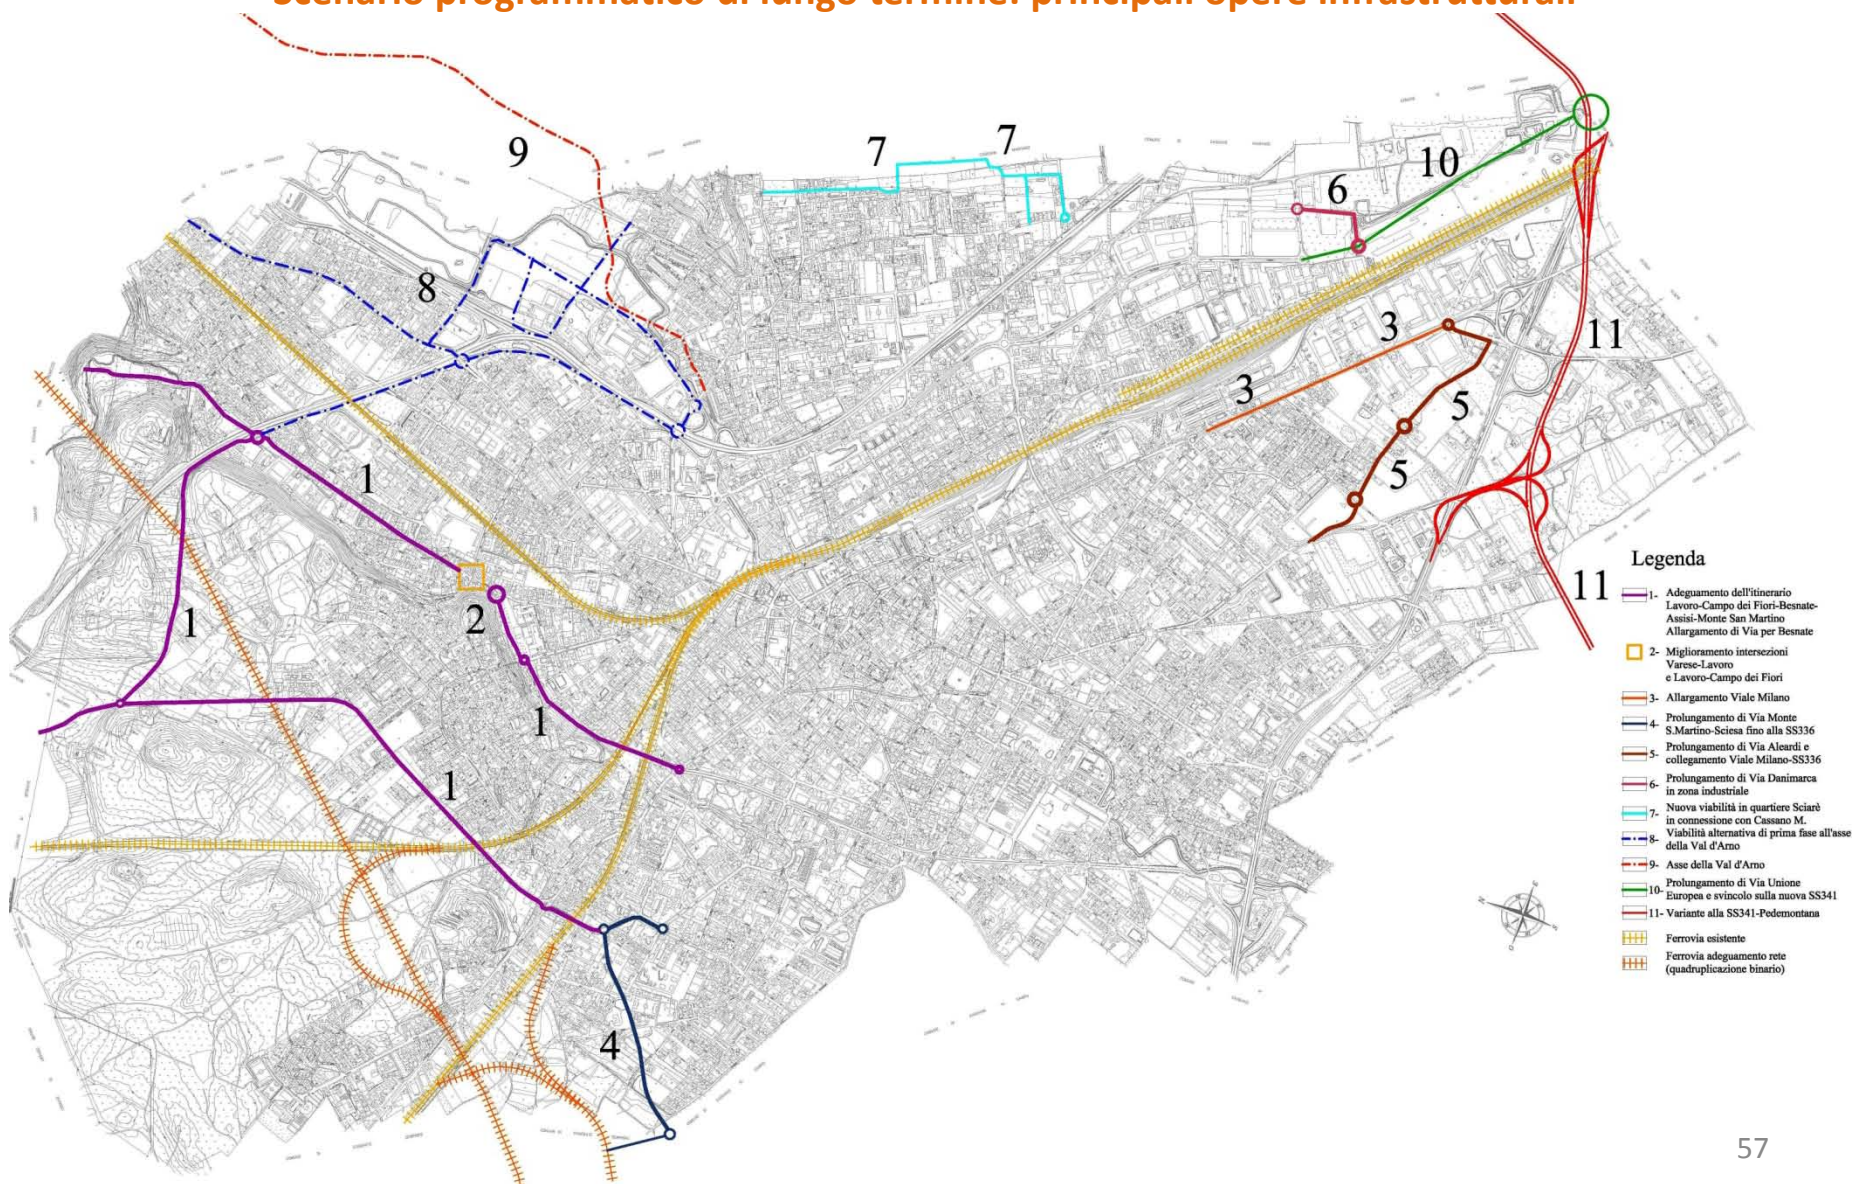 Scenario programmatico di lungo termine: principali opere infrastrutturali
9
7
7
10
6
8
3
11
3
5
1
5
2
11
1
1
1
4
Legenda
1- Adeguamento dell'itinerario
Lavoro-Campo dei Fiori-Besnate-
Assisi-Monte San Martino
Allargamento di Via per Besnate
2- Miglioramento intersezioni
Varese-Lavoro
e Lavoro-Campo dei Fiori
3- Allargamento Viale Milano
4- Prolungamento di Via Monte
S.Martino-Sciesa fino alla SS336
5- Prolungamento di Via Aleardi e
collegamento Viale Milano-SS336
6- Prolungamento di Via Danimarca
in zona industriale
7- Nuova viabilità in quartiere Sciarè
in connessione con Cassano M.
8- Viabilità alternativa di prima fase all'asse
della Val d'Arno
9- Asse della Val d'Arno
10- Prolungamento di Via Unione
Europea e svincolo sulla nuova SS341
11- Variante alla SS341-Pedemontana
Ferrovia esistente
Ferrovia adeguamento rete
(quadruplicazione binario)
57